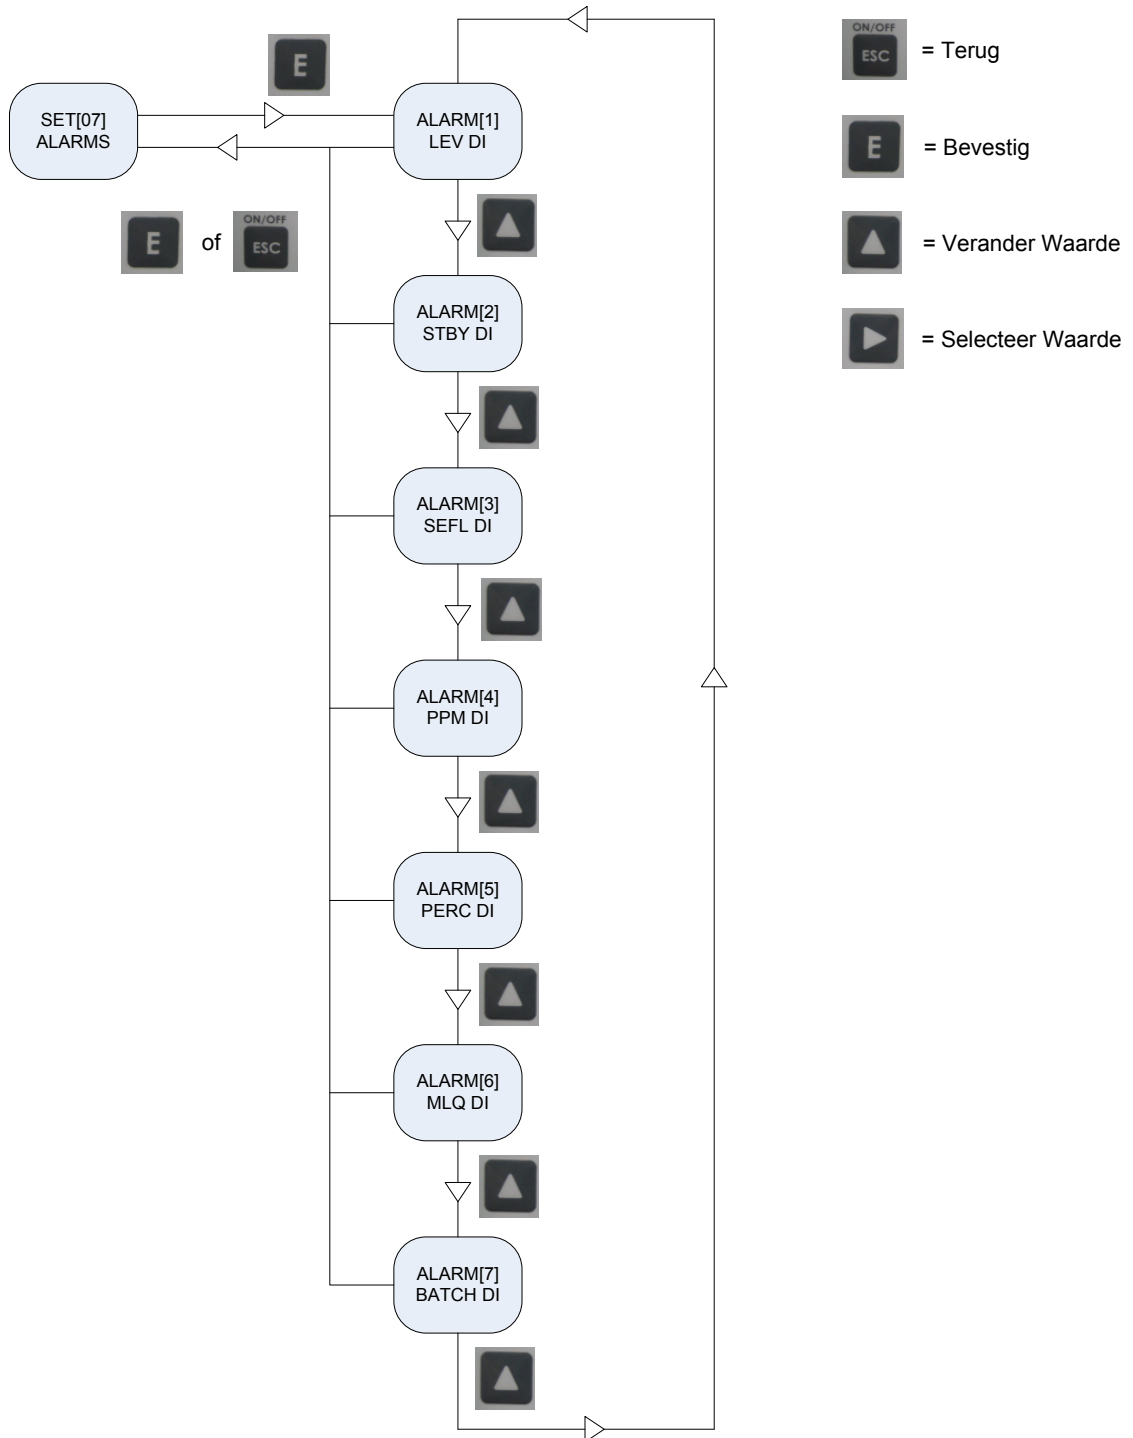 E
SET[07]
ALARMS
ALARM[1]
LEV DI
E of ON/OFF
ESC
ALARM[2]
STBY DI
ALARM[3]
SEFL DI
ALARM[4]
PPM DI
ALARM[5]
PERC DI
ALARM[6]
MLQ DI
ALARM[7]
BATCH DI
ON/OFF
ESC = Terug
E = Bevestig
= Verander Waarde
= Selecteer Waarde